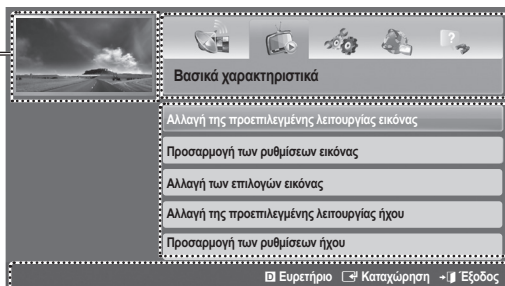 Βασικά χαρακτηριστικά
Αλλαγή της προεπιλεγμένης λειτουργίας εικόνας
Προσαρμογή των ρυθμίσεων εικόνας
Αλλαγή των επιλογών εικόνας
Αλλαγή της προεπιλεγμένης λειτουργίας ήχου
Προσαρμογή των ρυθμίσεων ήχου
D Ευρετήριο Καταχώρηση Έξοδος